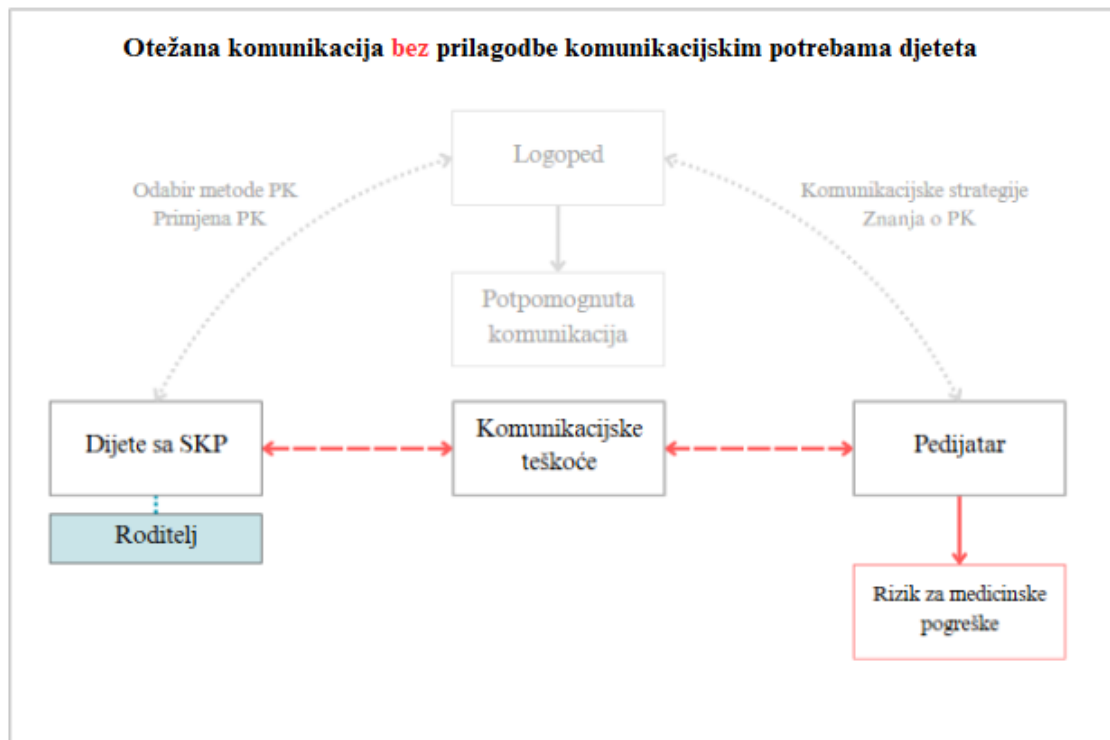 Otežana komunikacija bez prilagodbe komunikacijskim potrebama djeteta
Logoped
Odabir metode PK
Primjena PK
Komunikacijske strategije
Znanja o PK
Potpomognuta
komunikacija
Dijete sa SKP
Komunikacijske
teškoće
Pedijatar
Roditelj
Rizik za medicinske
pogreške